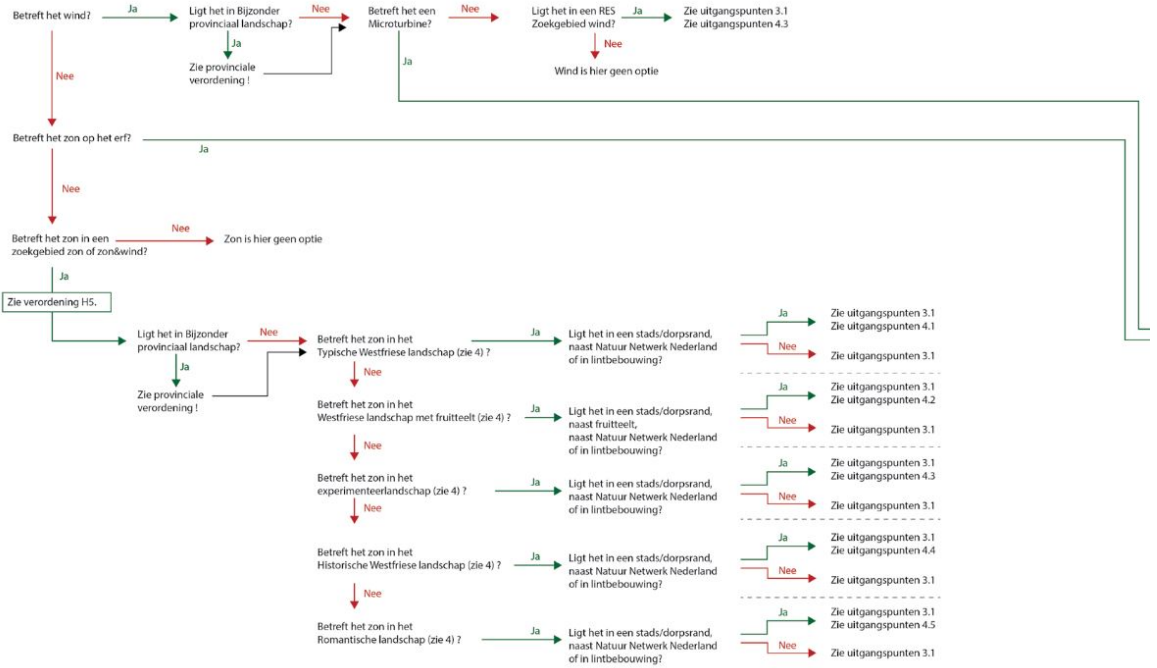 Betreft het wind?
Ja
Ligt het in Bijzonder
provinciaal landschap?
Nee
Betreft het een
Microturbine?
Nee
Ligt het in een RES
Zoekgebied wind?
Ja
Zie uitgangspunten 3.1
Zie uitgangspunten 4.3
Ja
Zie provinciale
verordening !
Ja
Nee
Wind is hier geen optie
Nee
Betreft het zon op het erf?
Ja
Nee
Betreft het zon in een
zoekgebied zon of zon&wind?
Nee
Zon is hier geen optie
Ja
Zie verordening H5.
Ligt het in Bijzonder
provinciaal landschap?
Nee
Ja
Zie provinciale
verordening !
Betreft het zon in het
Typische Westfriese landschap (zie 4) ?
Ja
Ligt het in een stads/dorpsrand,
naast Natuur Netwerk Nederland
of in lintbebouwing?
Ja
Zie uitgangspunten 3.1
Zie uitgangspunten 4.1
Nee
Zie uitgangspunten 3.1
Nee
Betreft het zon in het
Westfriese landschap met fruitteelt (zie 4) ?
Ja
Ligt het in een stads/dorpsrand,
naast fruitteelt,
naast Natuur Netwerk Nederland
of in lintbebouwing?
Ja
Zie uitgangspunten 3.1
Zie uitgangspunten 4.2
Nee
Zie uitgangspunten 3.1
Nee
Betreft het zon in het
experimenteerlandschap (zie 4) ?
Ja
Ligt het in een stads/dorpsrand,
naast Natuur Netwerk Nederland
of in lintbebouwing?
Ja
Zie uitgangspunten 3.1
Zie uitgangspunten 4.3
Nee
Zie uitgangspunten 3.1
Nee
Betreft het zon in het
Historische Westfriese landschap (zie 4) ?
Ja
Ligt het in een stads/dorpsrand,
naast Natuur Netwerk Nederland
of in lintbebouwing?
Ja
Zie uitgangspunten 3.1
Zie uitgangspunten 4.4
Nee
Zie uitgangspunten 3.1
Nee
Betreft het zon in het
Romantische landschap (zie 4) ?
Ja
Ligt het in een stads/dorpsrand,
naast Natuur Netwerk Nederland
of in lintbebouwing?
Ja
Zie uitgangspunten 3.1
Zie uitgangspunten 4.5
Nee
Zie uitgangspunten 3.1